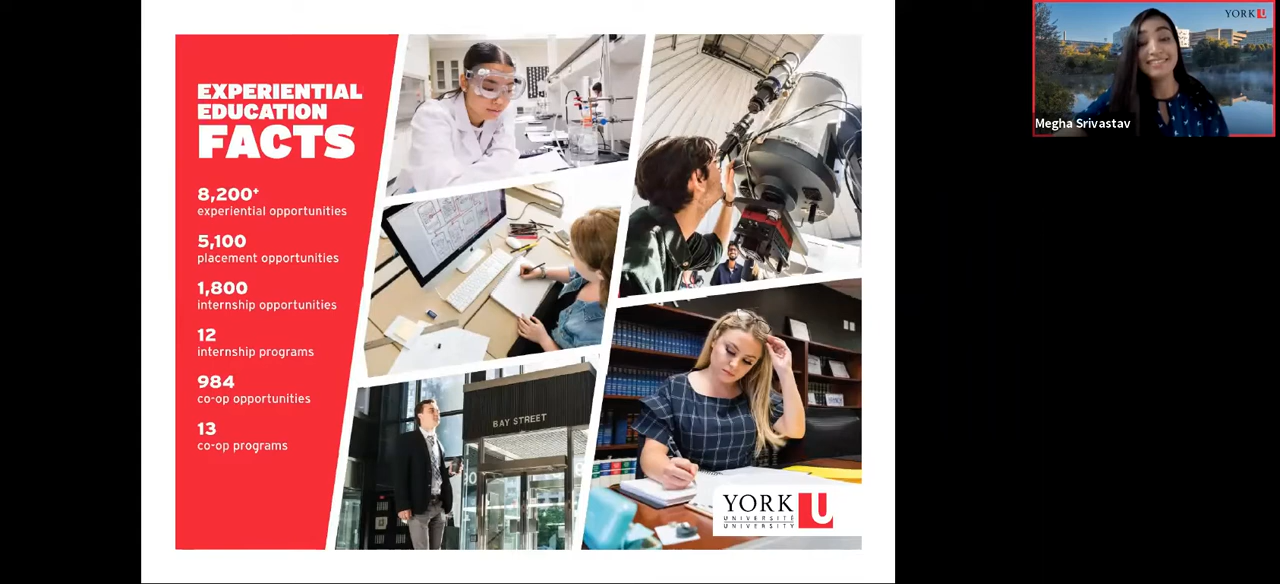 EXPERIENTIAL
EDUCATION
FACTS
8,200+
experiential opportunities
5,100
placement opportunities
1,800
internship opportunities
12
internship programs
984
co-op opportunities
13
co-op programs
BAY STREET
YORK U
UNIVERSITÉ
UNIVERSITY
YORK U
Megha Srivastav